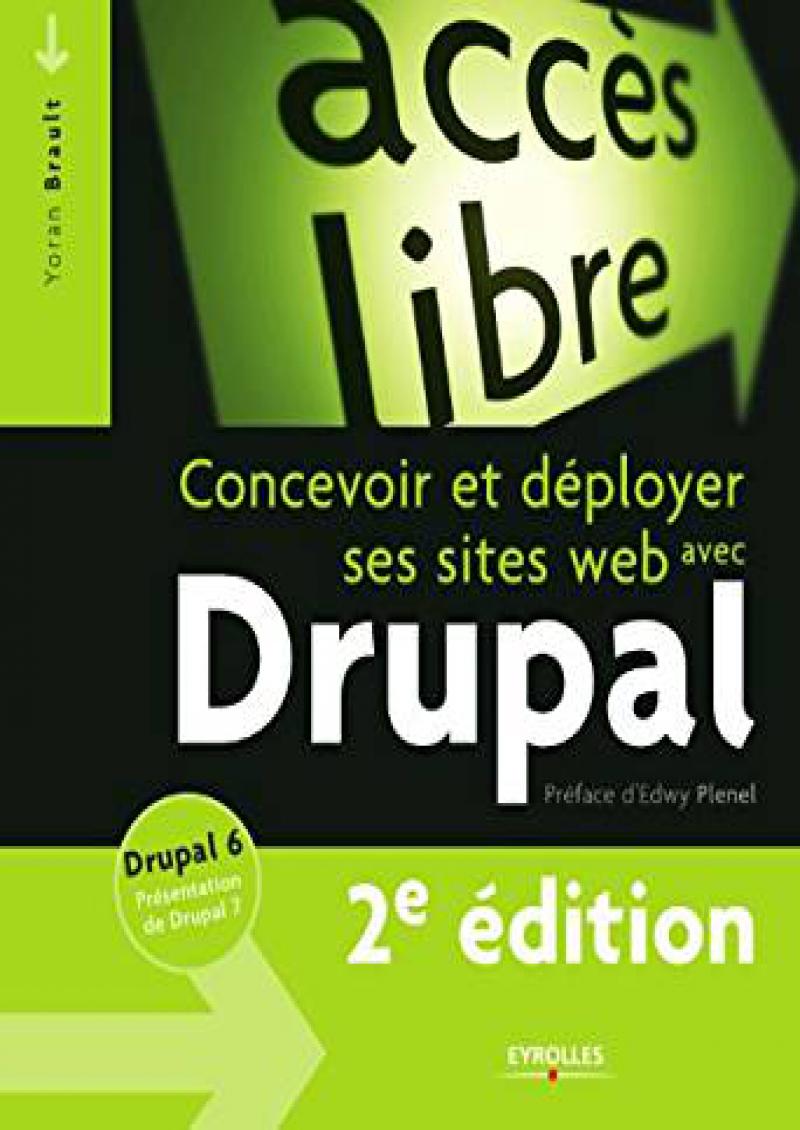 Yoran Brault
accès
libre
Concevoir et déployer
ses sites web avec
Drupal
Préface d'Edwy Plenel
Drupal 6
Présentation
de Drupal 7
2e édition
EYROLLES